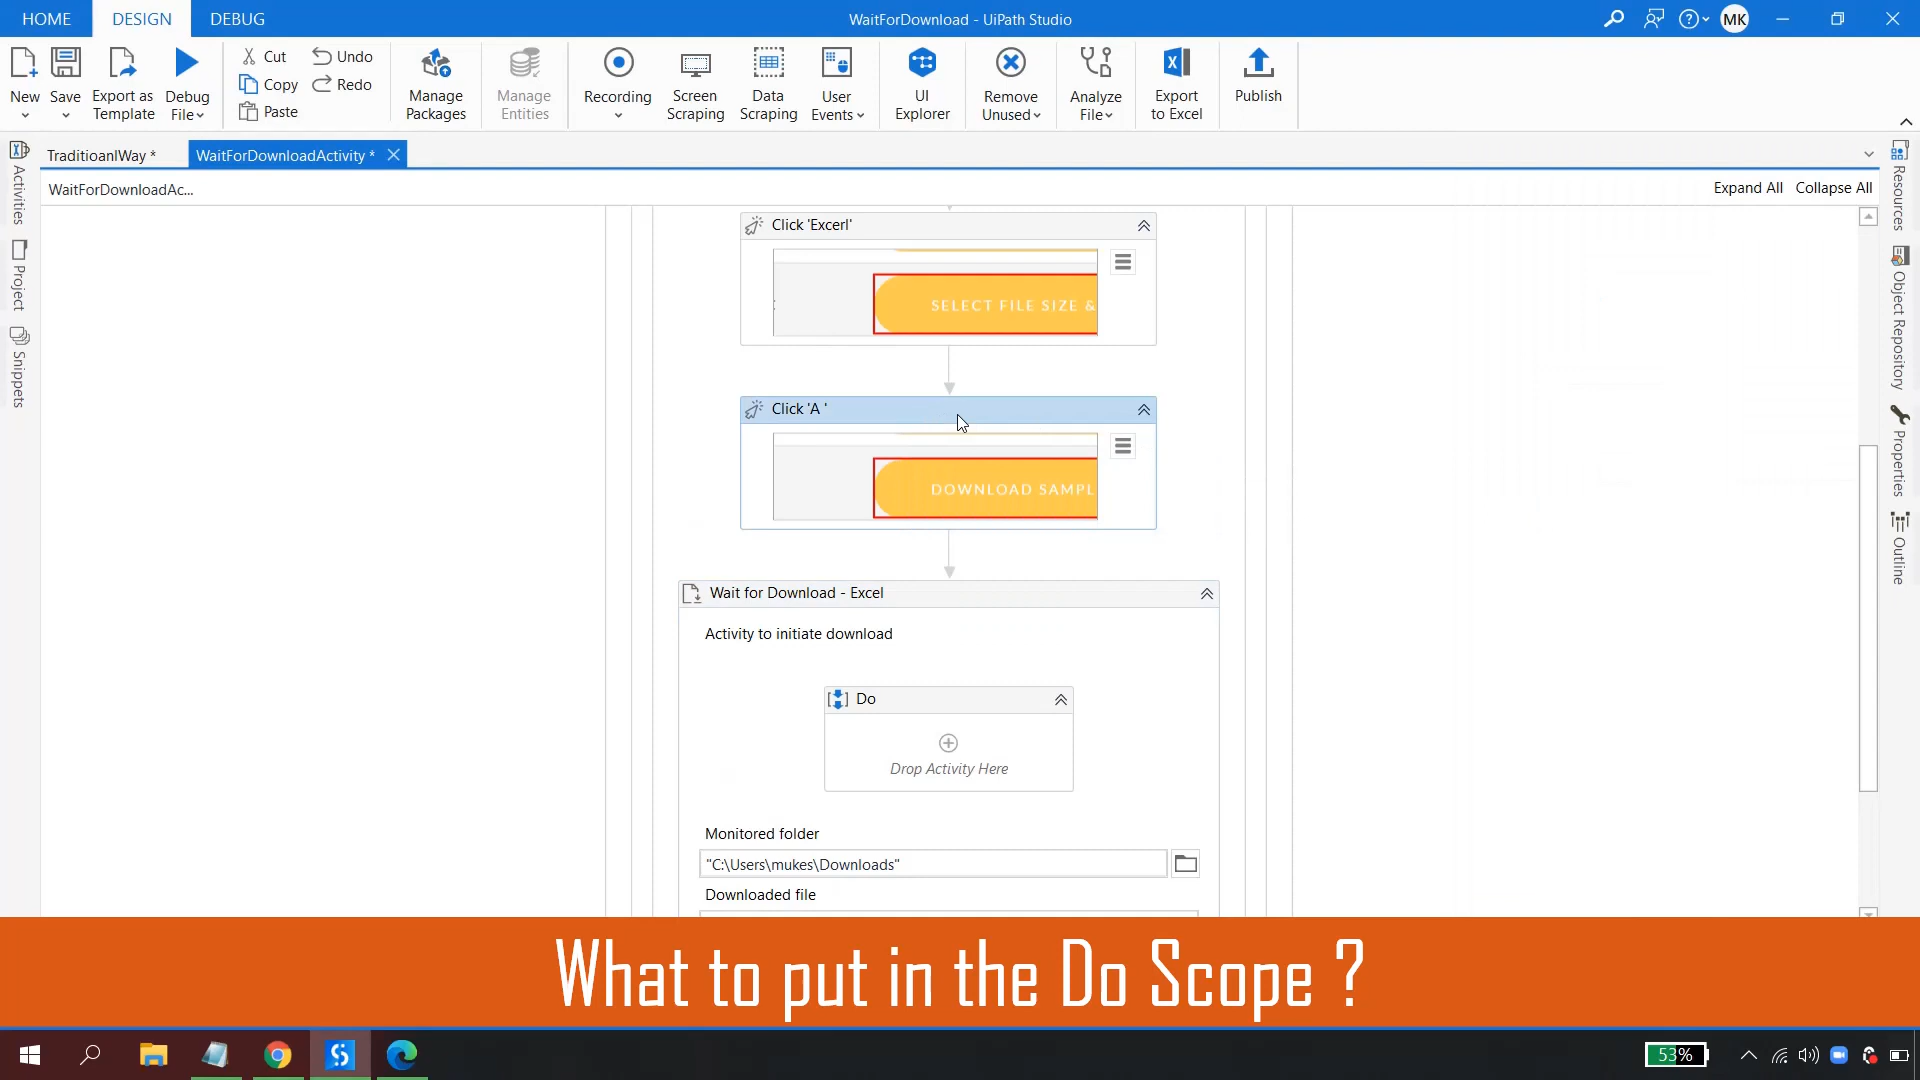 HOME
DESIGN
DEBUG
WaitForDownload - UiPath Studio
MK
New
Save
Export as
Template
Debug
File
Cut
Copy
Paste
Undo
Redo
Manage
Packages
Manage
Entities
Recording
Screen
Scraping
Data
Scraping
User
Events
UI
Explorer
Remove
Unused
Analyze
File
Export
to Excel
Publish
TraditioanlWay *
WaitForDownloadActivity *
WaitForDownloadAc...
Expand All
Collapse All
Activities
Project
Snippets
Resources
Object Repository
Properties
Outline
Click 'Excerl'
SELECT FILE SIZE &
Click 'A '
DOWNLOAD SAMPL
Wait for Download - Excel
Activity to initiate download
Do
Drop Activity Here
Monitored folder
"C:\Users\mukes\Downloads"
Downloaded file
What to put in the Do Scope ?
53%